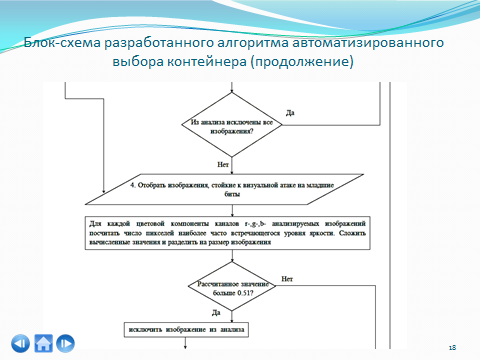 Блок-схема разработанного алгоритма автоматизированного
выбора контейнера (продолжение)
Да
Из анализа исключены все
изображения?
Нет
4. Отобрать изображения, стойкие к визуальной атаке на младшие
биты
Для каждой цветовой компоненты каналов r-,g-,b- анализируемых изображений
посчитать число пикселей наиболее часто встречающегося уровня яркости. Сложить
вычисленные значения и разделить на размер изображения
Рассчитанное значение
больше 0.51?
Нет
Да
исключить изображение из анализа
18